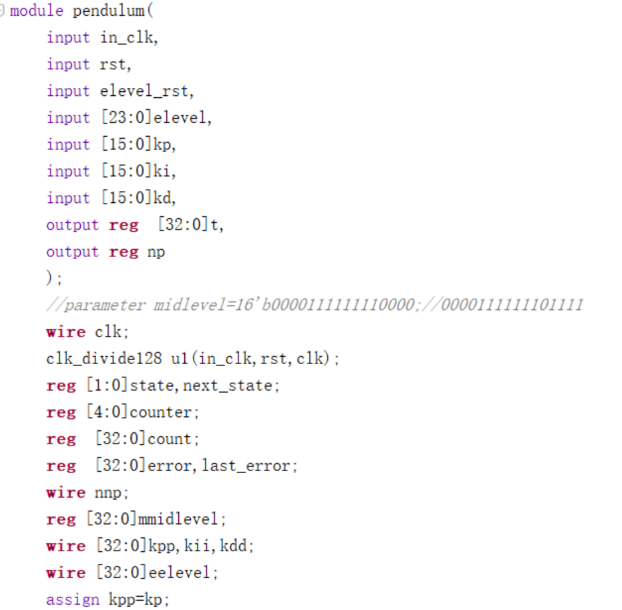 module pendulum(
input in_clk,
input rst,
input elevel_rst,
input [23:0]elevel,
input [15:0]kp,
input [15:0]ki,
input [15:0]kd,
output reg  [32:0]t,
output reg np
);
//parameter midlevel=16'b0000111111110000;//0000111111101111
wire clk;
clk_divide128 u1(in_clk,rst,clk);
reg [1:0]state,next_state;
reg [4:0]counter;
reg  [32:0]count;
reg  [32:0]error,last_error;
wire nnp;
reg [32:0]mmidlevel;
wire [32:0]kpp,kii,kdd;
wire [32:0]eelevel;
assign kpp=kp;